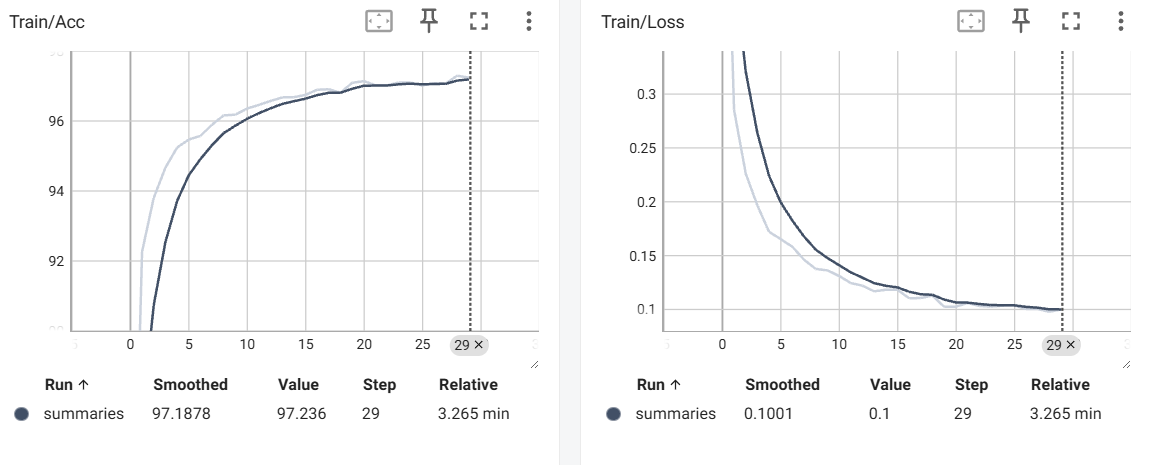 Train/Acc
96
94
92
0 5 10 15 20 25 29 ×
Run ↑ Smoothed Value Step Relative
summaries 97.1878 97.236 29 3.265 min
Train/Loss
0.3
0.25
0.2
0.15
0.1
0 5 10 15 20 25 29 ×
Run ↑ Smoothed Value Step Relative
summaries 0.1001 0.1 29 3.265 min